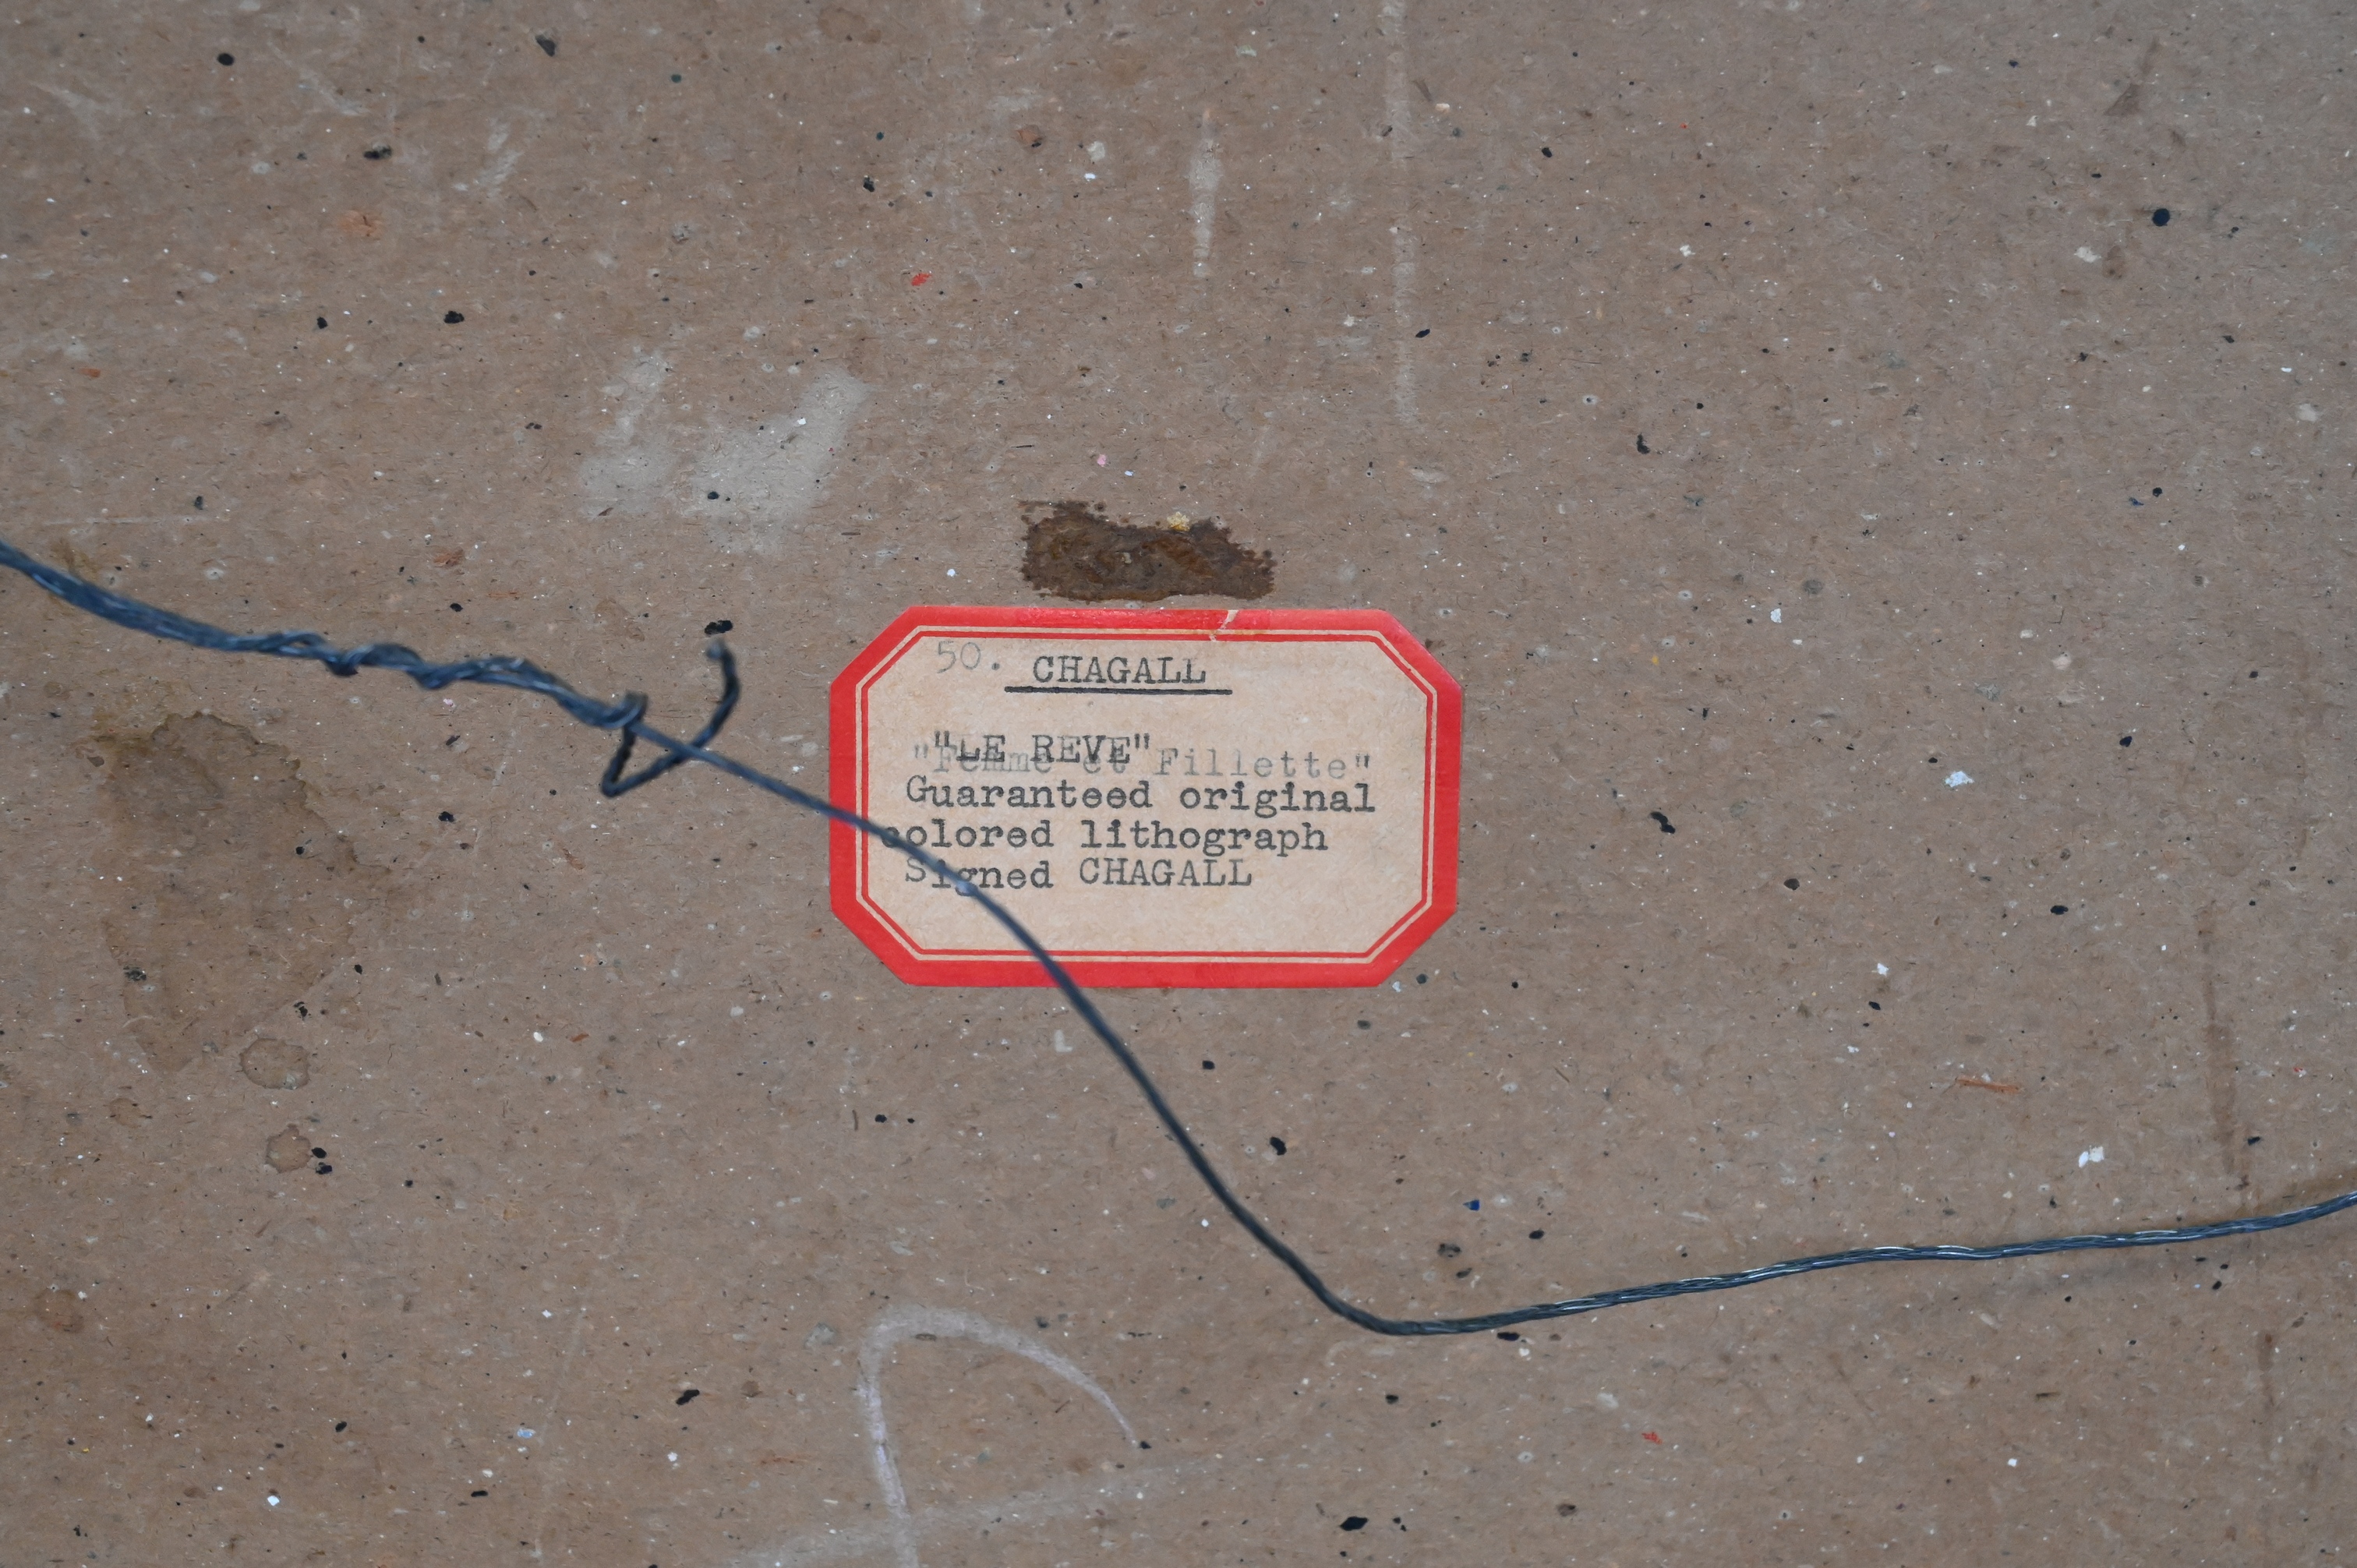 50. CHAGALL
"LE REVE"
"Femme et Fillette"
Guaranteed original
colored lithograph
Signed CHAGALL